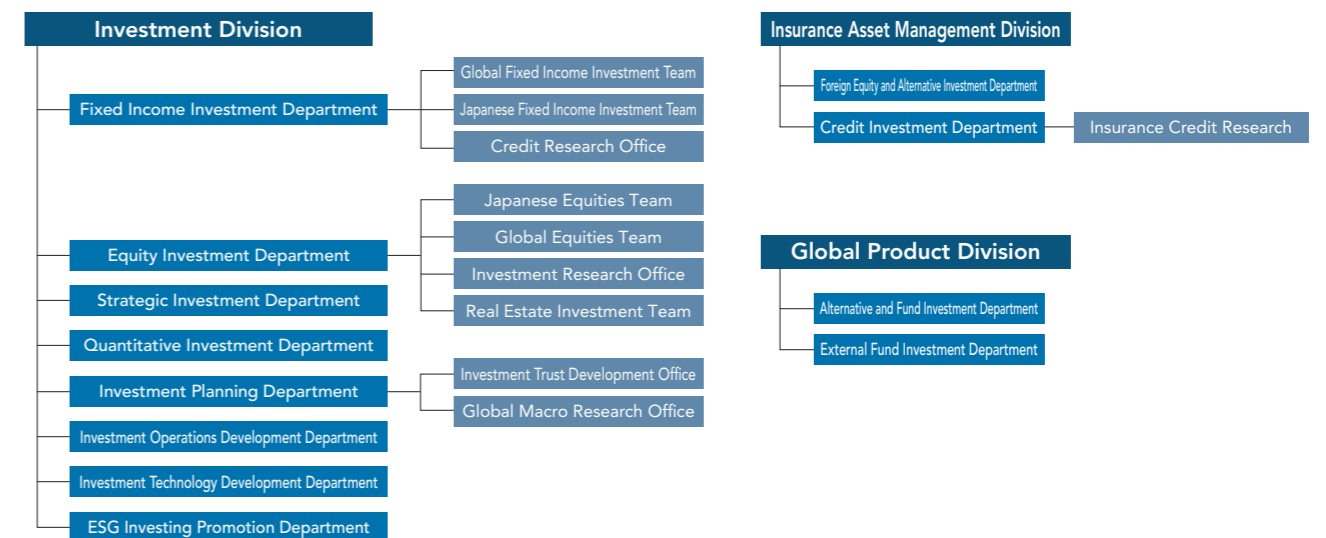 Investment Division
Fixed Income Investment Department
Global Fixed Income Investment Team
Japanese Fixed Income Investment Team
Credit Research Office
Equity Investment Department
Japanese Equities Team
Global Equities Team
Investment Research Office
Real Estate Investment Team
Strategic Investment Department
Quantitative Investment Department
Investment Planning Department
Investment Trust Development Office
Global Macro Research Office
Investment Operations Development Department
Investment Technology Development Department
ESG Investing Promotion Department
Insurance Asset Management Division
Foreign Equity and Alternative Investment Department
Credit Investment Department
Insurance Credit Research
Global Product Division
Alternative and Fund Investment Department
External Fund Investment Department